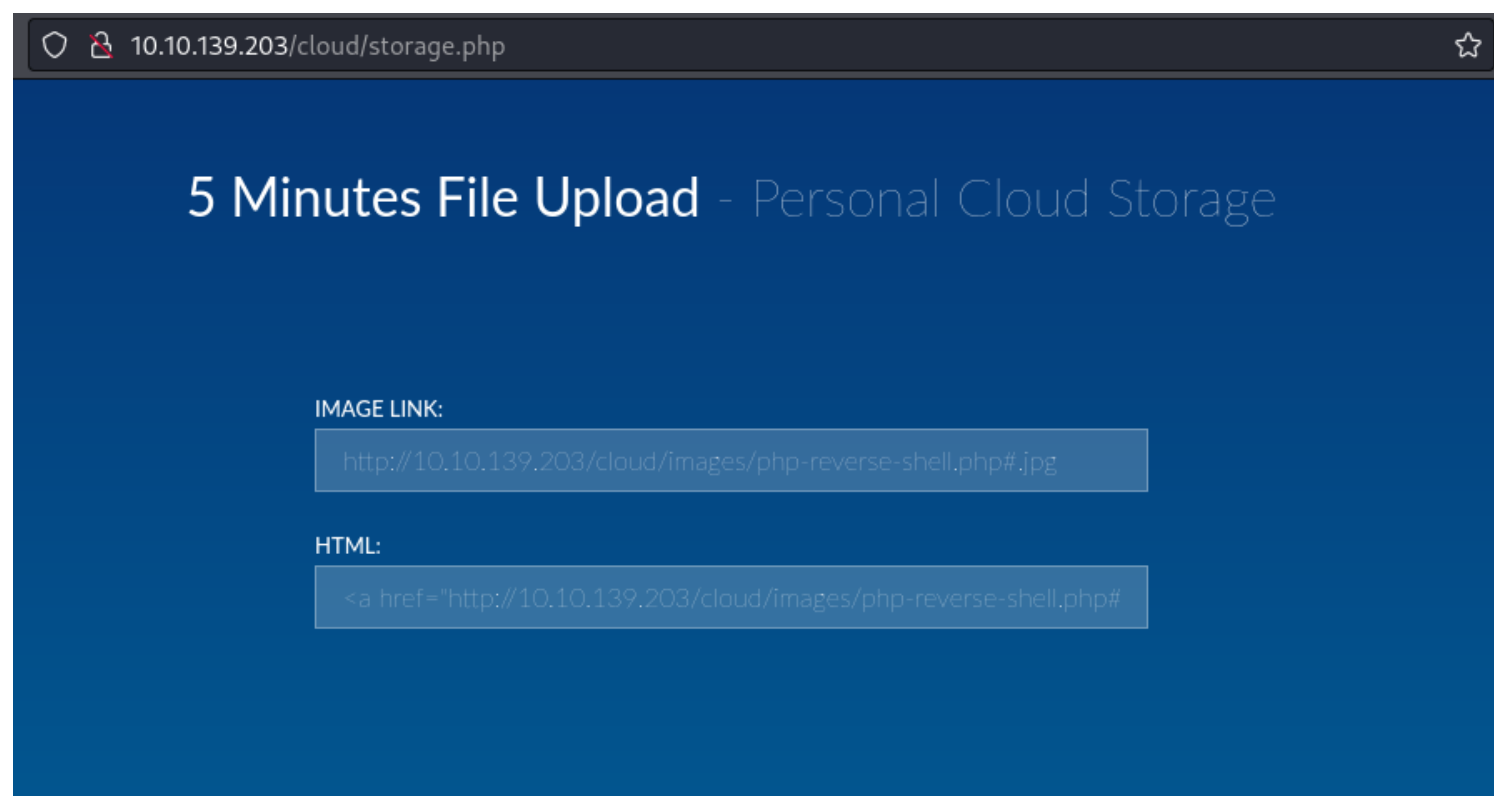 10.10.139.203/cloud/storage.php
5 Minutes File Upload - Personal Cloud Storage
IMAGE LINK:
http://10.10.139.203/cloud/images/php-reverse-shell.php#.jpg
HTML:
<a href="http://10.10.139.203/cloud/images/php-reverse-shell.php#